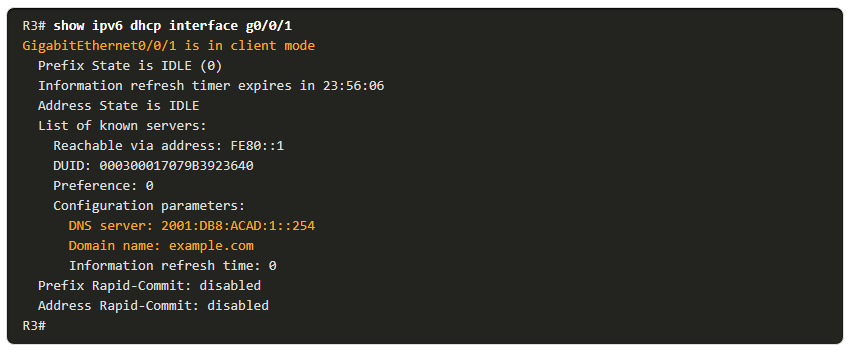 R3# show ipv6 dhcp interface g0/0/1
GigabitEthernet0/0/1 is in client mode
  Prefix State is IDLE (0)
  Information refresh timer expires in 23:56:06
  Address State is IDLE
  List of known servers:
    Reachable via address: FE80::1
    DUID: 000300017079B3923640
    Preference: 0
    Configuration parameters:
      DNS server: 2001:DB8:ACAD:1::254
      Domain name: example.com
      Information refresh time: 0
  Prefix Rapid-Commit: disabled
  Address Rapid-Commit: disabled
R3#